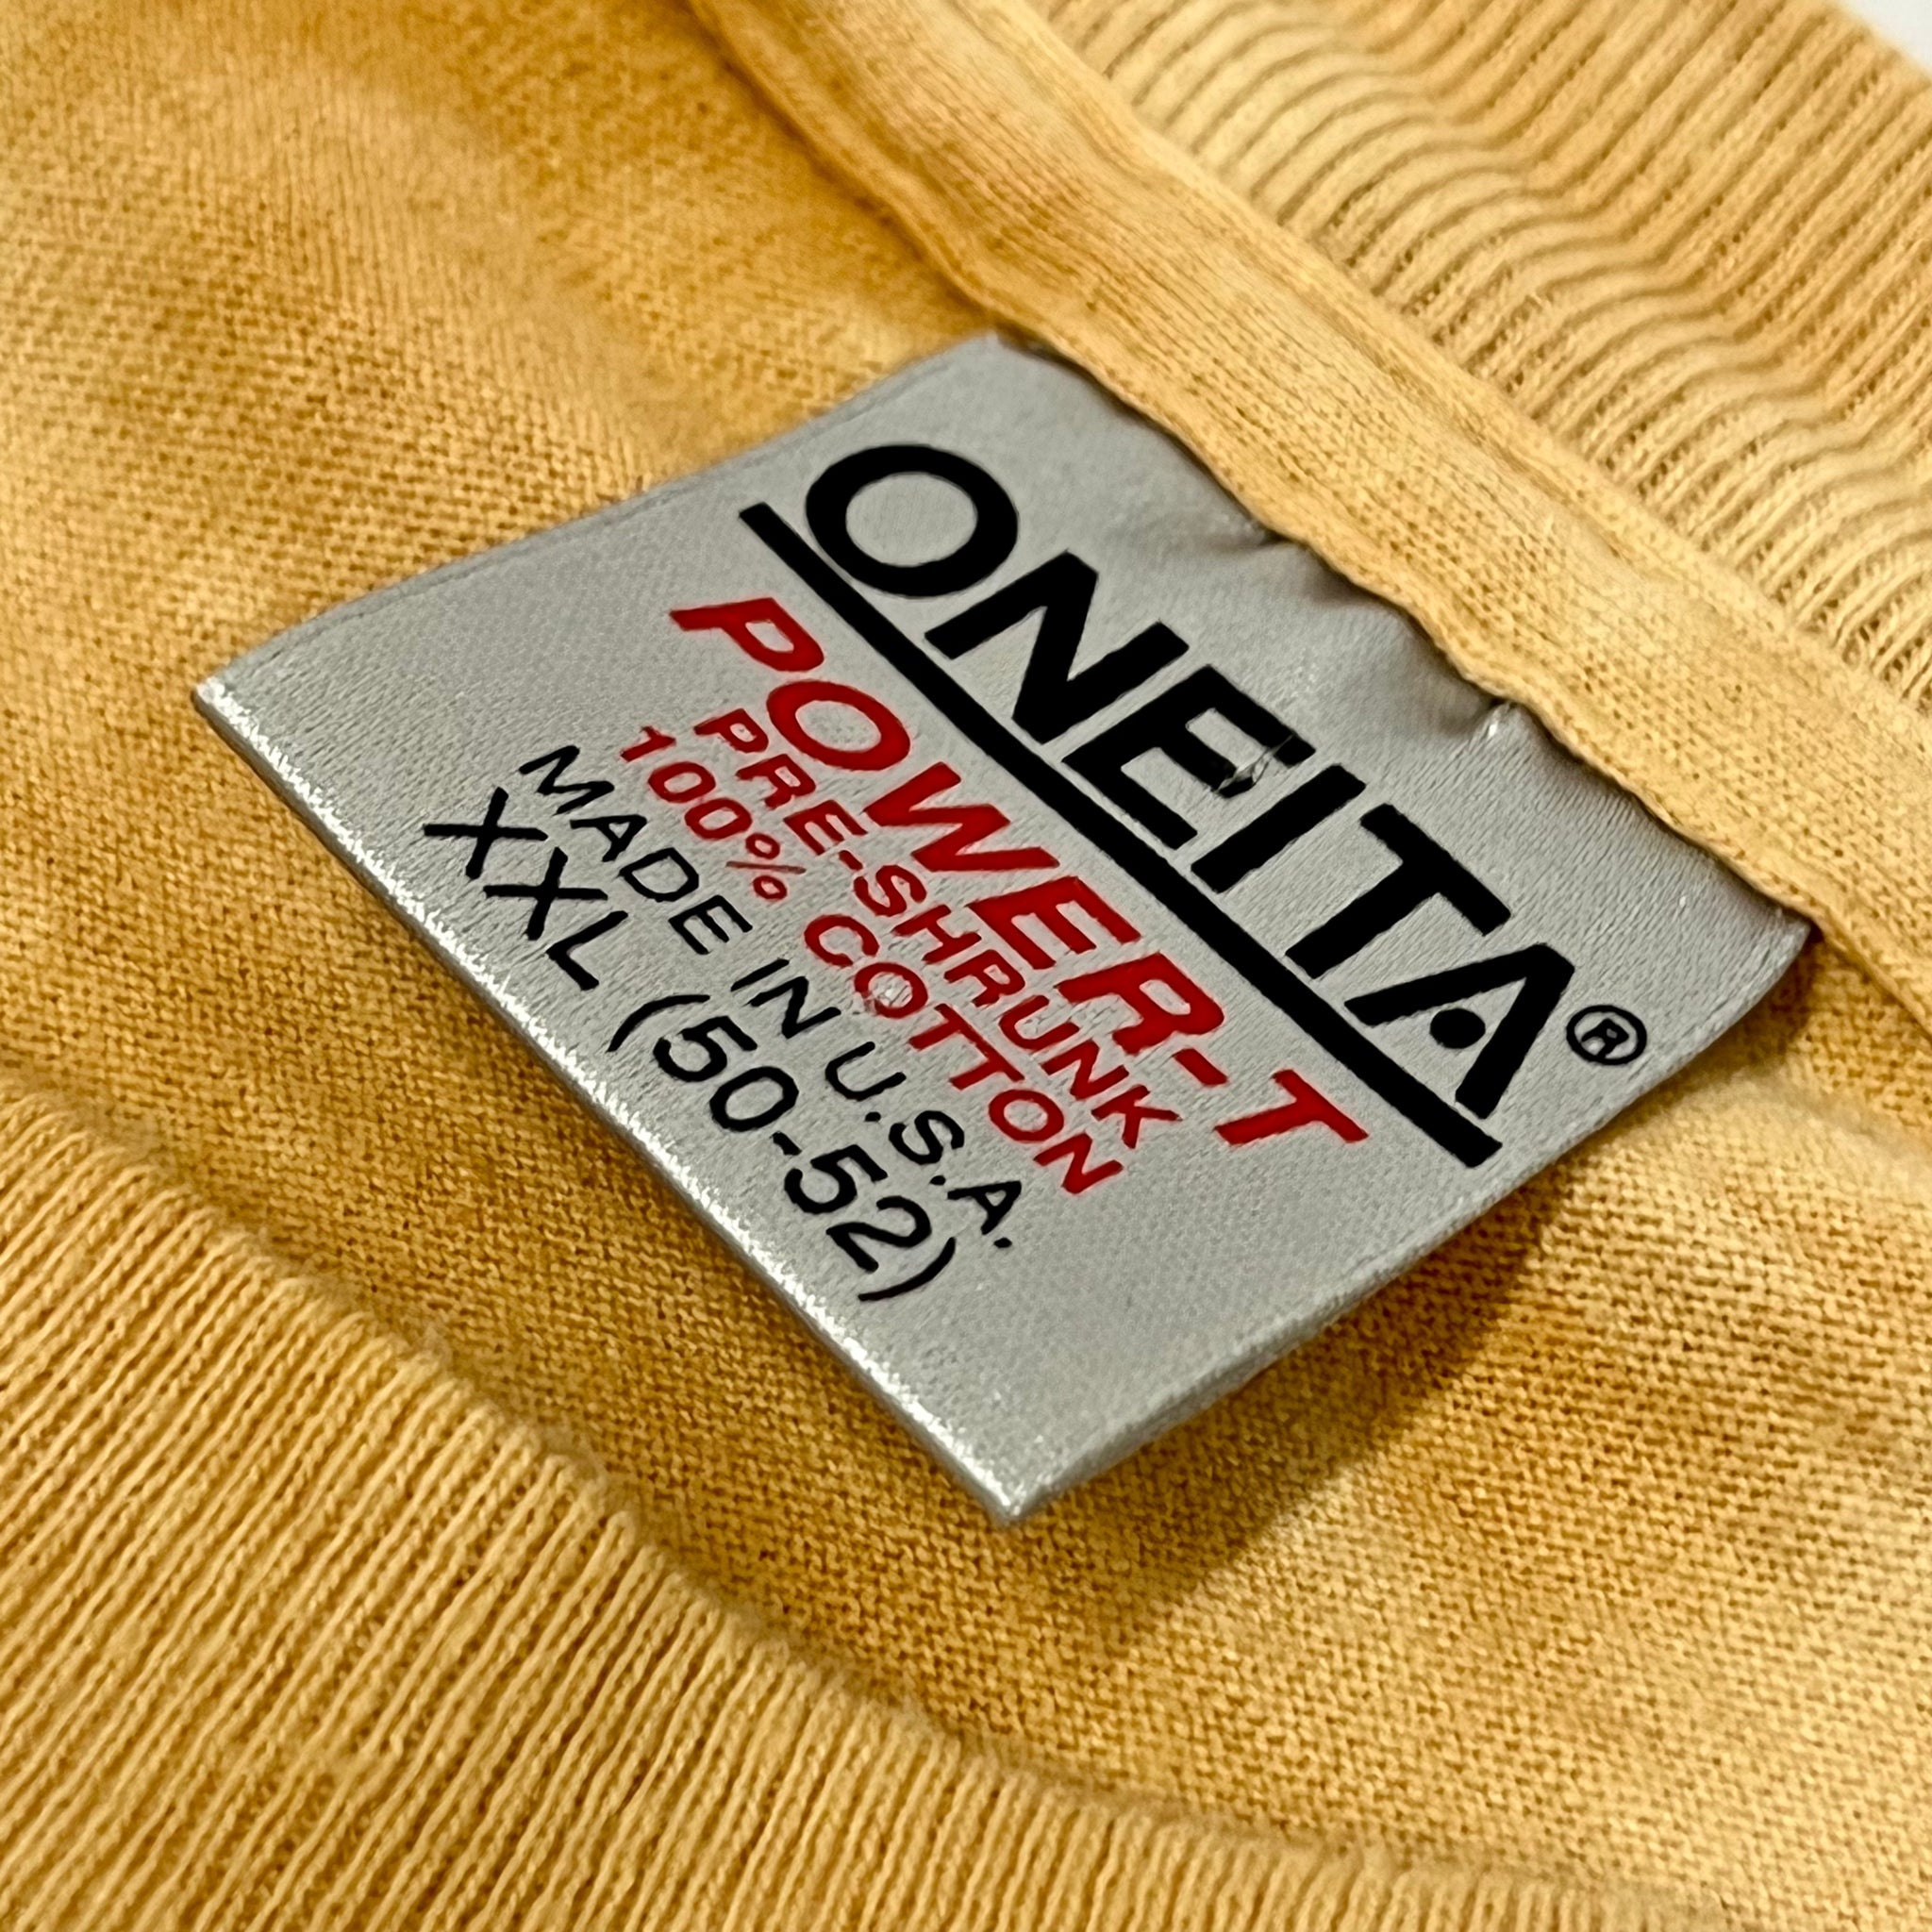 ONEITA®
POWER-T
PRE-SHRUNK
100% COTTON
MADE IN U.S.A.
XXL (50-52)